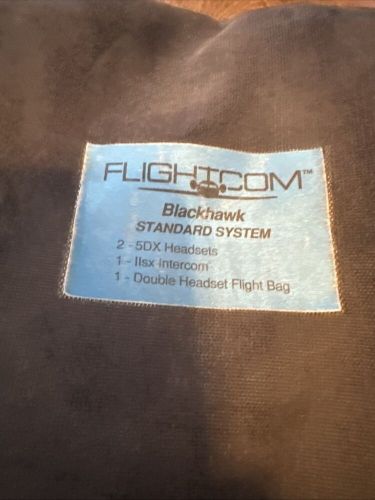 FLIGHTCOM™
Blackhawk
STANDARD SYSTEM
2 - 5DX Headsets
1 - IIsx Intercom
1 - Double Headset Flight Bag